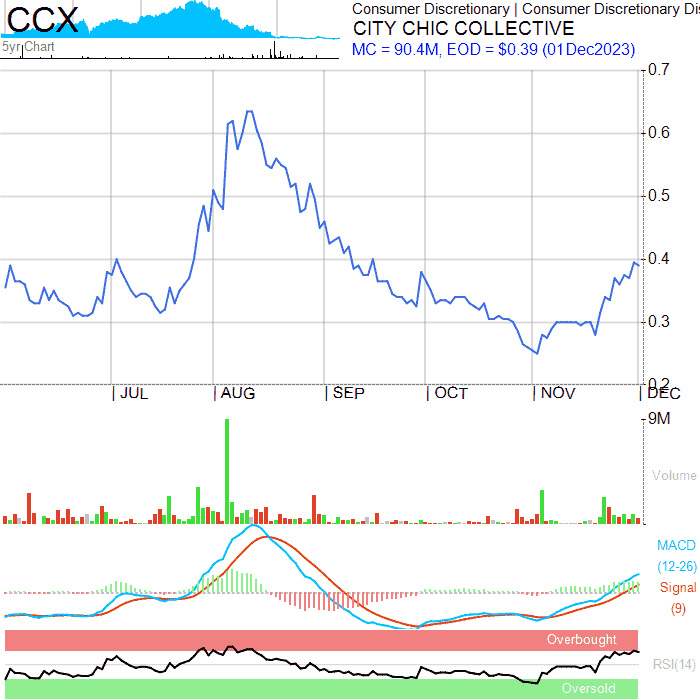 CCX
Consumer Discretionary | Consumer Discretionary Dis
CITY CHIC COLLECTIVE
5yr Chart
MC = 90.4M, EOD = $0.39 (01Dec2023)
0.7
0.6
0.5
0.4
0.3
0.2
JUL AUG SEP OCT NOV DEC
9M
Volume
MACD
(12-26)
Signal
(9)
Overbought
RSI(14)
Oversold